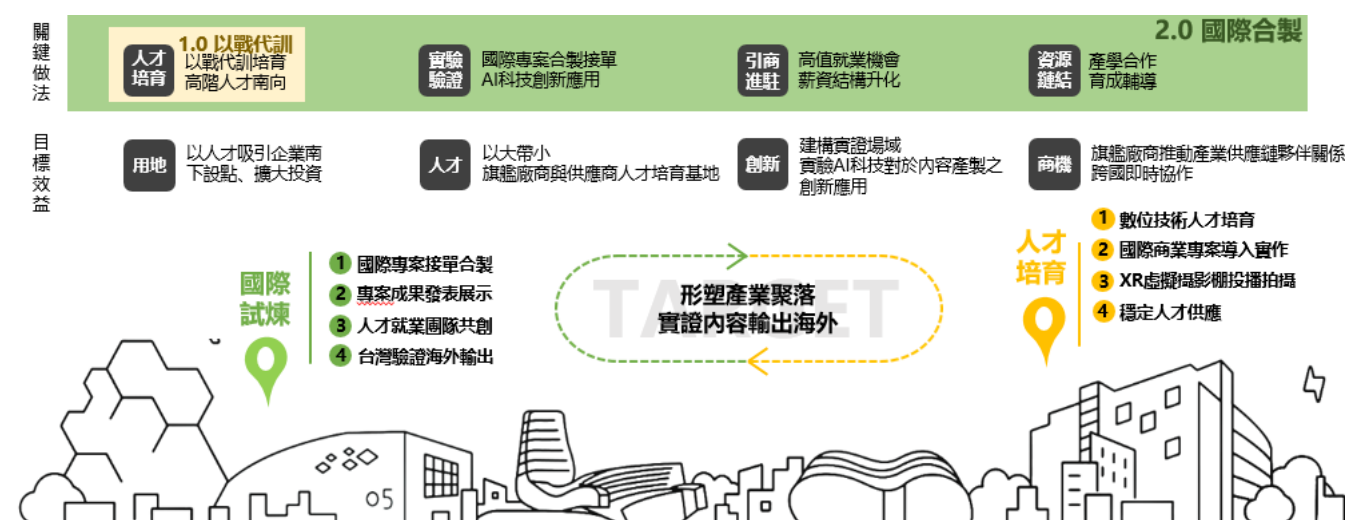 關鍵做法
1.0 以戰代訓
2.0 國際合製
人才
培育
以戰代訓培育
高階人才南向
實驗
驗證
國際專案合製接單
AI科技創新應用
引商
進駐
高值就業機會
薪資結構升化
資源
鏈結
產學合作
育成輔導
目標效益
用地
以人才吸引企業南
下設點、擴大投資
人才
以大帶小
旗艦廠商與供應商人才培育基地
創新
建構實證場域
實驗AI科技對於內容產製之
創新應用
商機
旗艦廠商推動產業供應鏈夥伴關係
跨國即時協作
國際
試煉
1 國際專案接單合製
2 專案成果發表展示
3 人才就業團隊共創
4 台灣驗證海外輸出
TARGET
形塑產業聚落
實證內容輸出海外
人才
培育
1 數位技術人才培育
2 國際商業專案導入實作
3 XR虛擬攝影棚投播拍攝
4 穩定人才供應
05